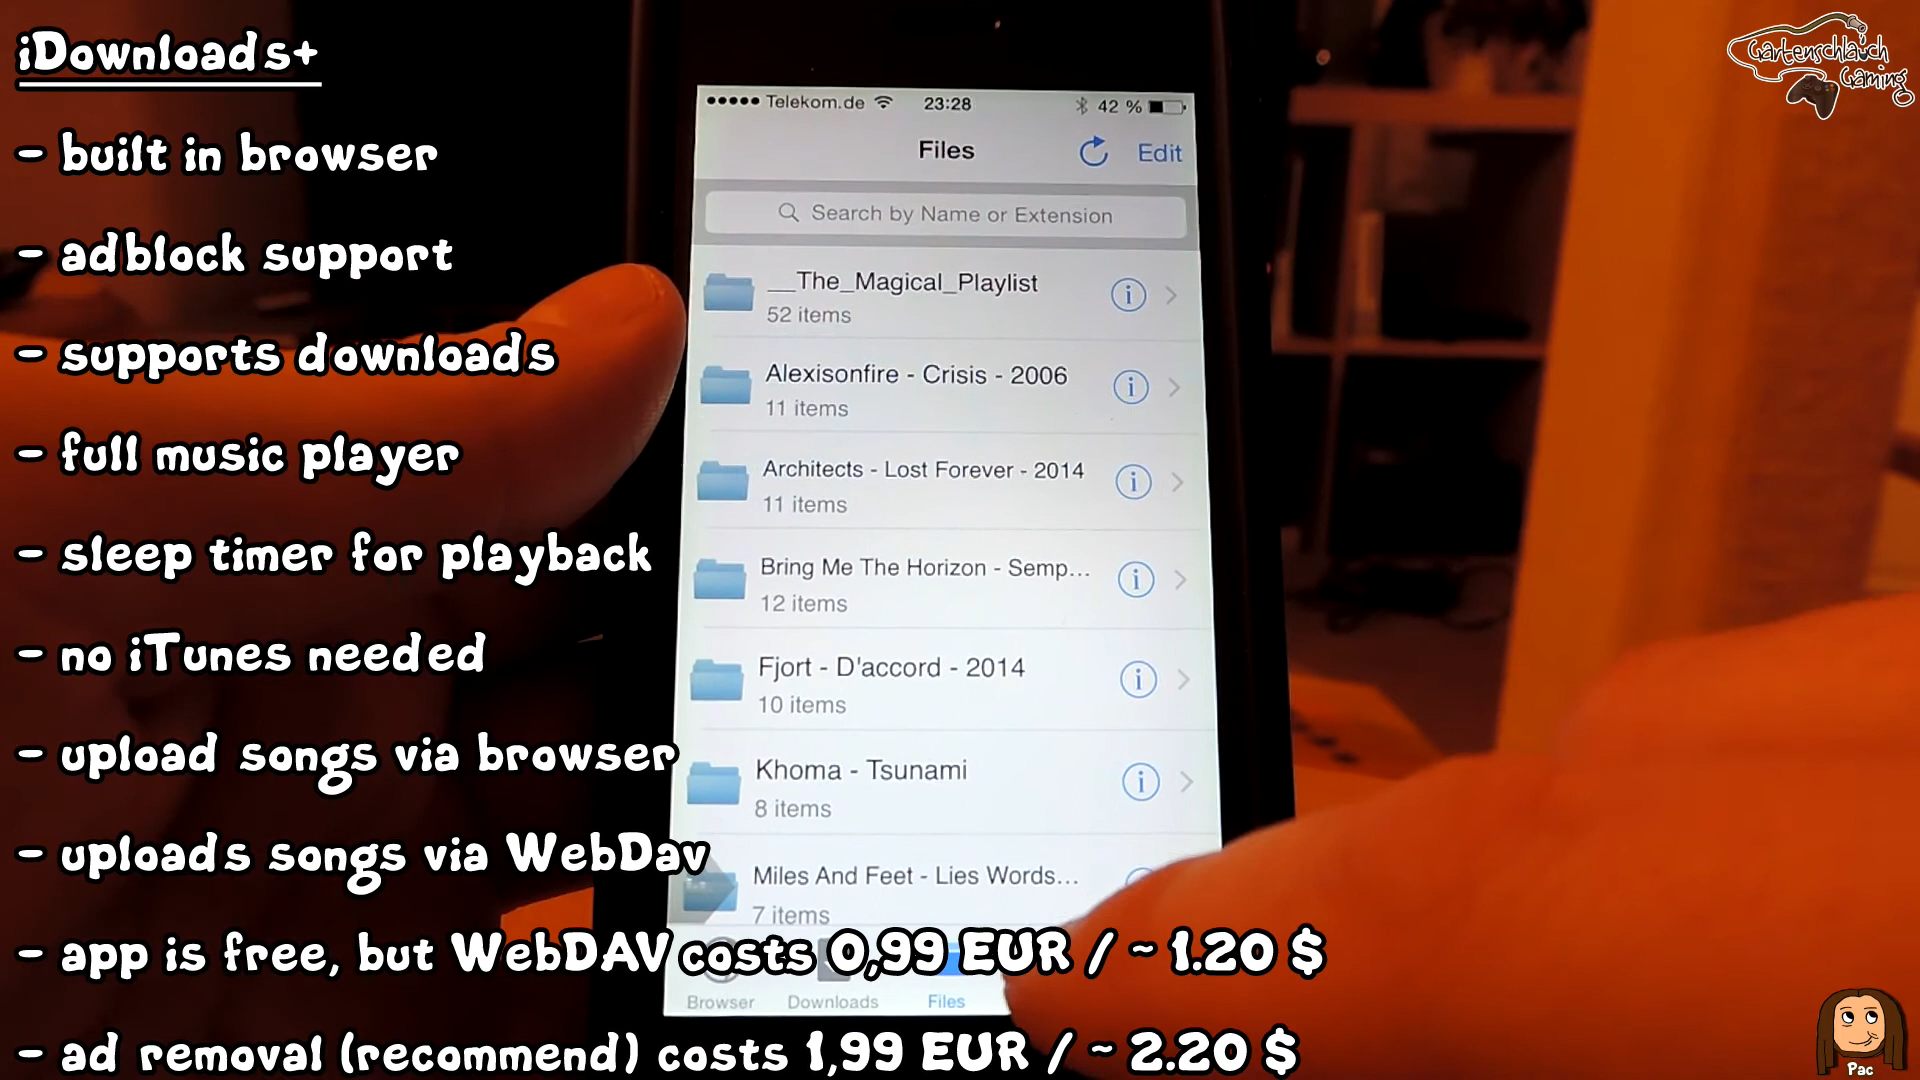 iDownloads+
- built in browser
- adblock support
- supports downloads
- full music player
- sleep timer for playback
- no iTunes needed
- upload songs via browser
- uploads songs via WebDav
- app is free, but WebDAV costs 0,99 EUR / ~ 1.20 $
- ad removal (recommend) costs 1,99 EUR / ~ 2.20 $
Telekom.de 23:28 42 %
Files Edit
Search by Name or Extension
__The_Magical_Playlist
52 items
Alexisonfire - Crisis - 2006
11 items
Architects - Lost Forever - 2014
11 items
Bring Me The Horizon - Semp...
12 items
Fjort - D'accord - 2014
10 items
Khoma - Tsunami
8 items
Miles And Feet - Lies Words...
7 items
Browser Downloads Files
Gartenschlauch
Gaming
Pac